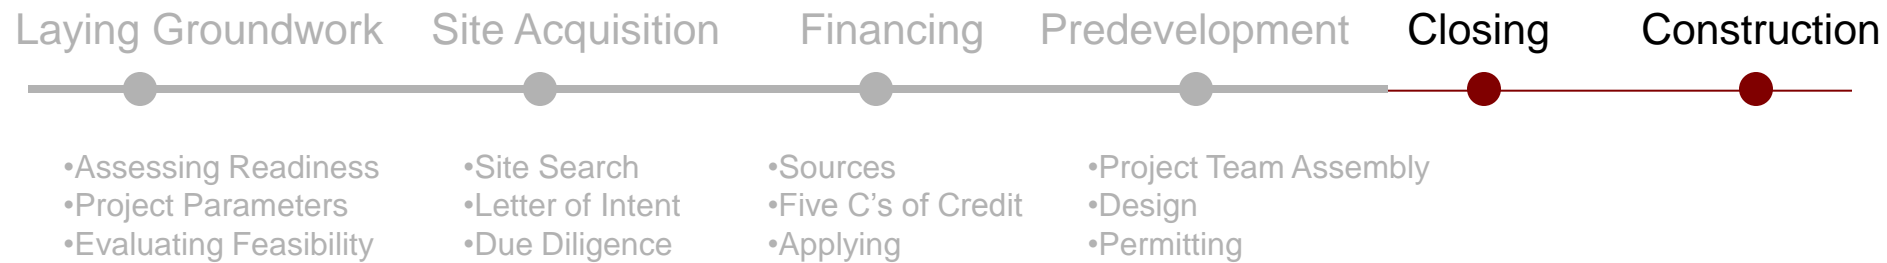 Laying Groundwork Site Acquisition Financing Predevelopment Closing Construction
•Assessing Readiness •Site Search •Sources •Project Team Assembly
•Project Parameters •Letter of Intent •Five C’s of Credit •Design
•Evaluating Feasibility •Due Diligence •Applying •Permitting